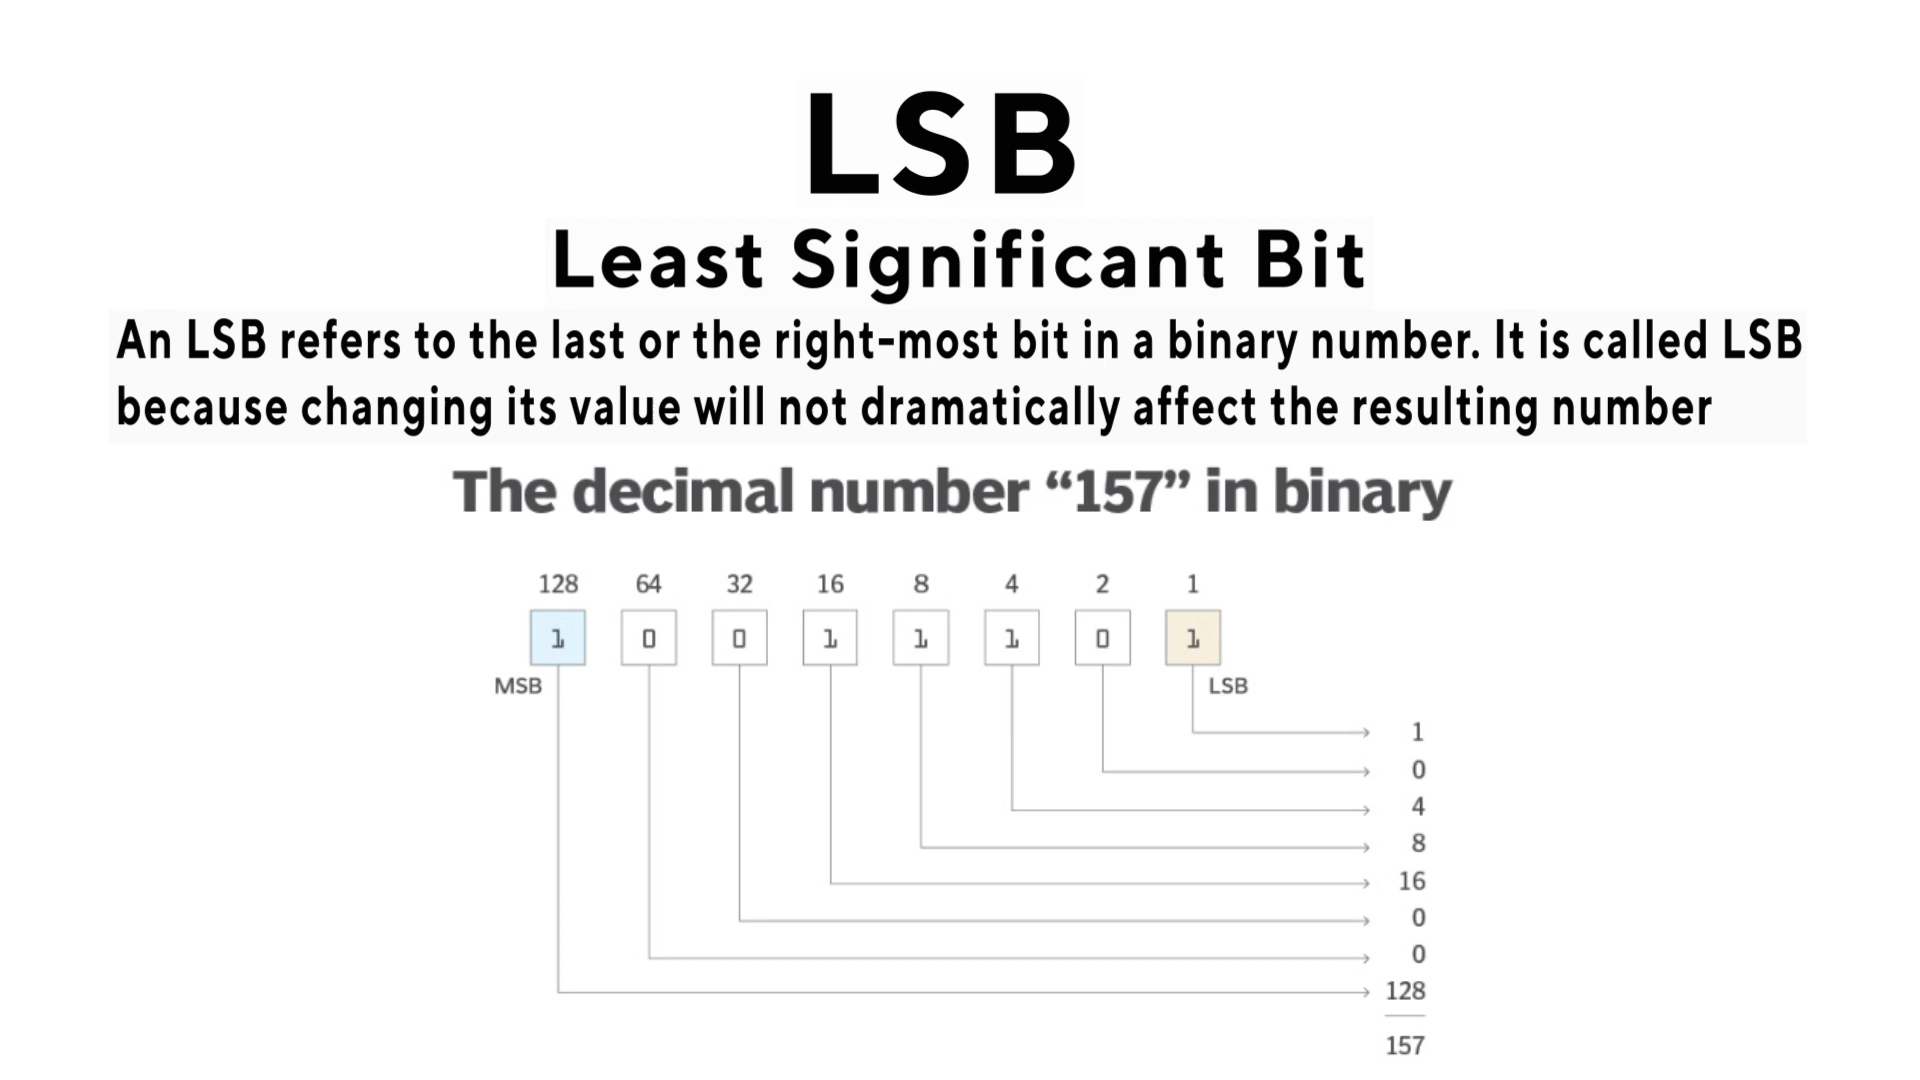 LSB
Least Significant Bit
An LSB refers to the last or the right-most bit in a binary number. It is called LSB
because changing its value will not dramatically affect the resulting number
The decimal number “157” in binary
128 64 32 16 8 4 2 1
1 0 0 1 1 1 0 1
MSB LSB
1
0
4
8
16
0
0
128
157